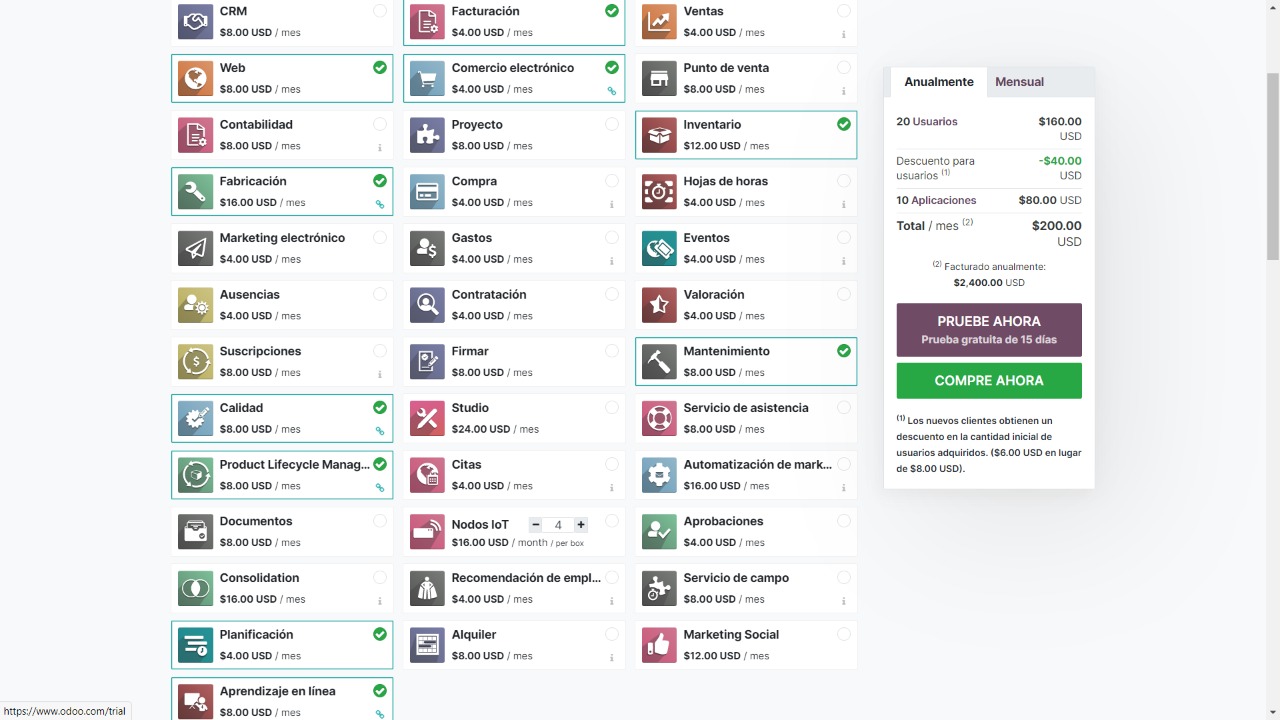 CRM
$8.00 USD / mes
Facturación
$4.00 USD / mes
Ventas
$4.00 USD / mes
Web
$8.00 USD / mes
Comercio electrónico
$4.00 USD / mes
Punto de venta
$8.00 USD / mes
Contabilidad
$8.00 USD / mes
Proyecto
$8.00 USD / mes
Inventario
$12.00 USD / mes
Fabricación
$16.00 USD / mes
Compra
$4.00 USD / mes
Hojas de horas
$4.00 USD / mes
Marketing electrónico
$4.00 USD / mes
Gastos
$4.00 USD / mes
Eventos
$4.00 USD / mes
Ausencias
$4.00 USD / mes
Contratación
$4.00 USD / mes
Valoración
$4.00 USD / mes
Suscripciones
$8.00 USD / mes
Firmar
$8.00 USD / mes
Mantenimiento
$8.00 USD / mes
Calidad
$8.00 USD / mes
Studio
$24.00 USD / mes
Servicio de asistencia
$8.00 USD / mes
Product Lifecycle Manag...
$8.00 USD / mes
Citas
$4.00 USD / mes
Automatización de mark...
$16.00 USD / mes
Documentos
$8.00 USD / mes
Nodos IoT − 4 +
$16.00 USD / month / per box
Aprobaciones
$4.00 USD / mes
Consolidation
$16.00 USD / mes
Recomendación de empl...
$4.00 USD / mes
Servicio de campo
$8.00 USD / mes
Planificación
$4.00 USD / mes
Alquiler
$8.00 USD / mes
Marketing Social
$12.00 USD / mes
Aprendizaje en línea
$8.00 USD / mes
Anualmente Mensual
20 Usuarios $160.00
USD
Descuento para -$40.00
usuarios (1) USD
10 Aplicaciones $80.00 USD
Total / mes (2) $200.00
USD
(2) Facturado anualmente:
$2,400.00 USD
PRUEBE AHORA
Prueba gratuita de 15 días
COMPRE AHORA
(1) Los nuevos clientes obtienen un
descuento en la cantidad inicial de
usuarios adquiridos. ($6.00 USD en lugar
de $8.00 USD).
https://www.odoo.com/trial